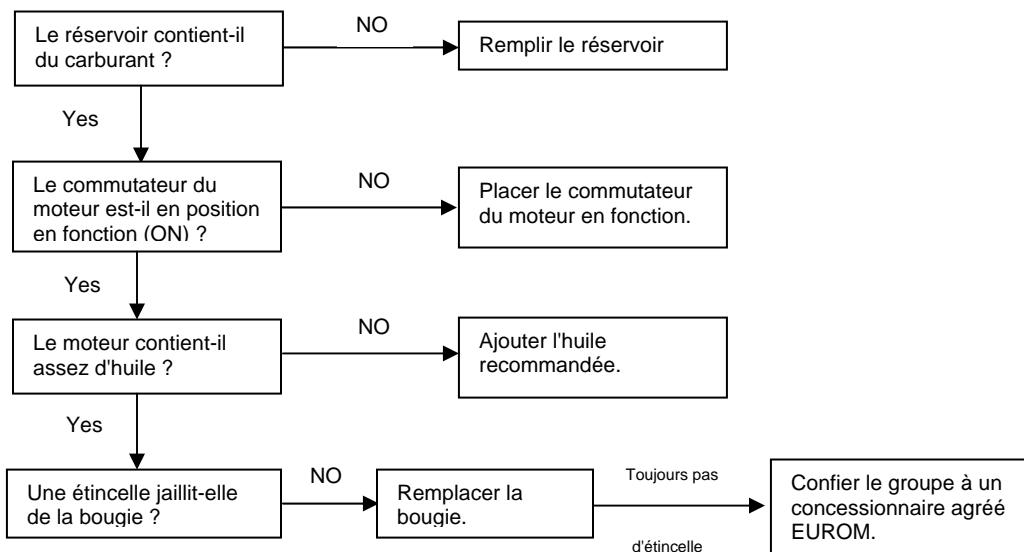 Le réservoir contient-il
du carburant ?
NO
Remplir le réservoir
Yes
Le commutateur du
moteur est-il en position
en fonction (ON) ?
NO
Placer le commutateur
du moteur en fonction.
Yes
Le moteur contient-il
assez d'huile ?
NO
Ajouter l'huile
recommandée.
Yes
Une étincelle jaillit-elle
de la bougie ?
NO
Remplacer la
bougie.
Toujours pas
d'étincelle
Confier le groupe à un
concessionnaire agréé
EUROM.